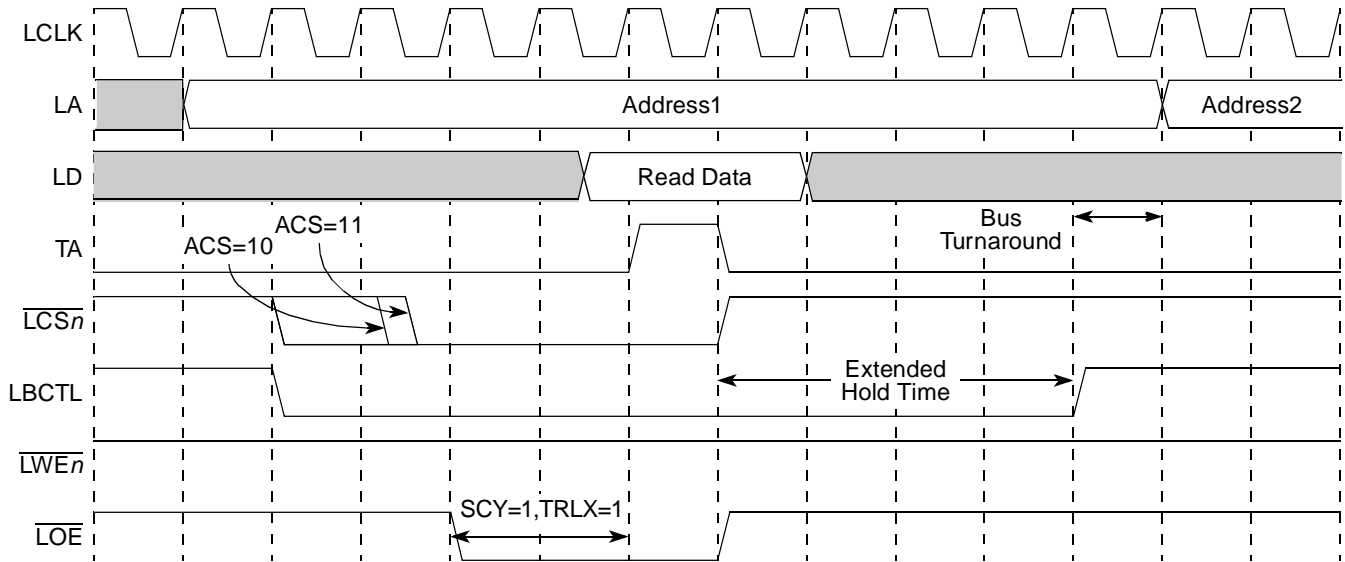 LCLK
LA
Address1
Address2
LD
Read Data
Bus
Turnaround
TA
ACS=10
ACS=11
LCSn
LBCTL
Extended
Hold Time
LWEn
SCY=1,TRLX=1
LOE